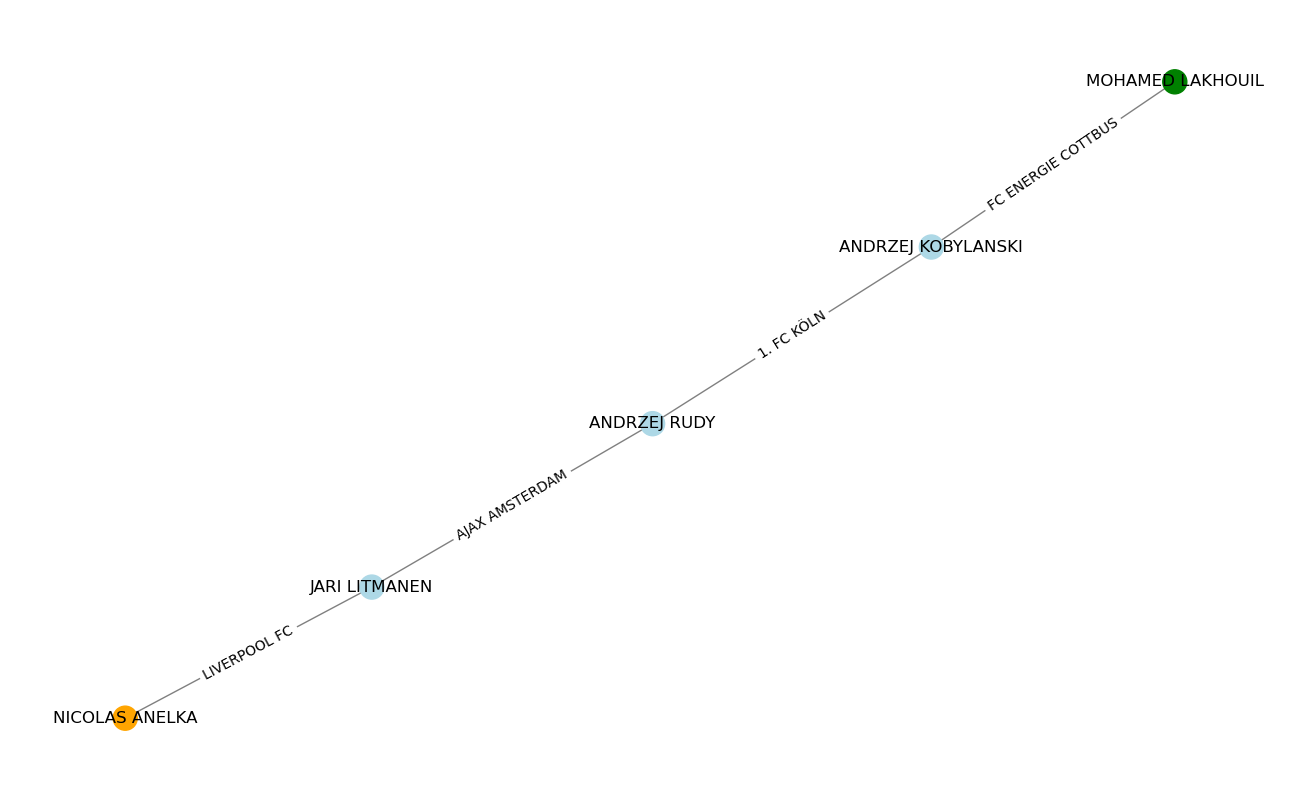 MOHAMED LAKHOUIL
FC ENERGIE COTTBUS
ANDRZEJ KOBYLANSKI
1. FC KÖLN
ANDRZEJ RUDY
AJAX AMSTERDAM
JARI LITMANEN
LIVERPOOL FC
NICOLAS ANELKA